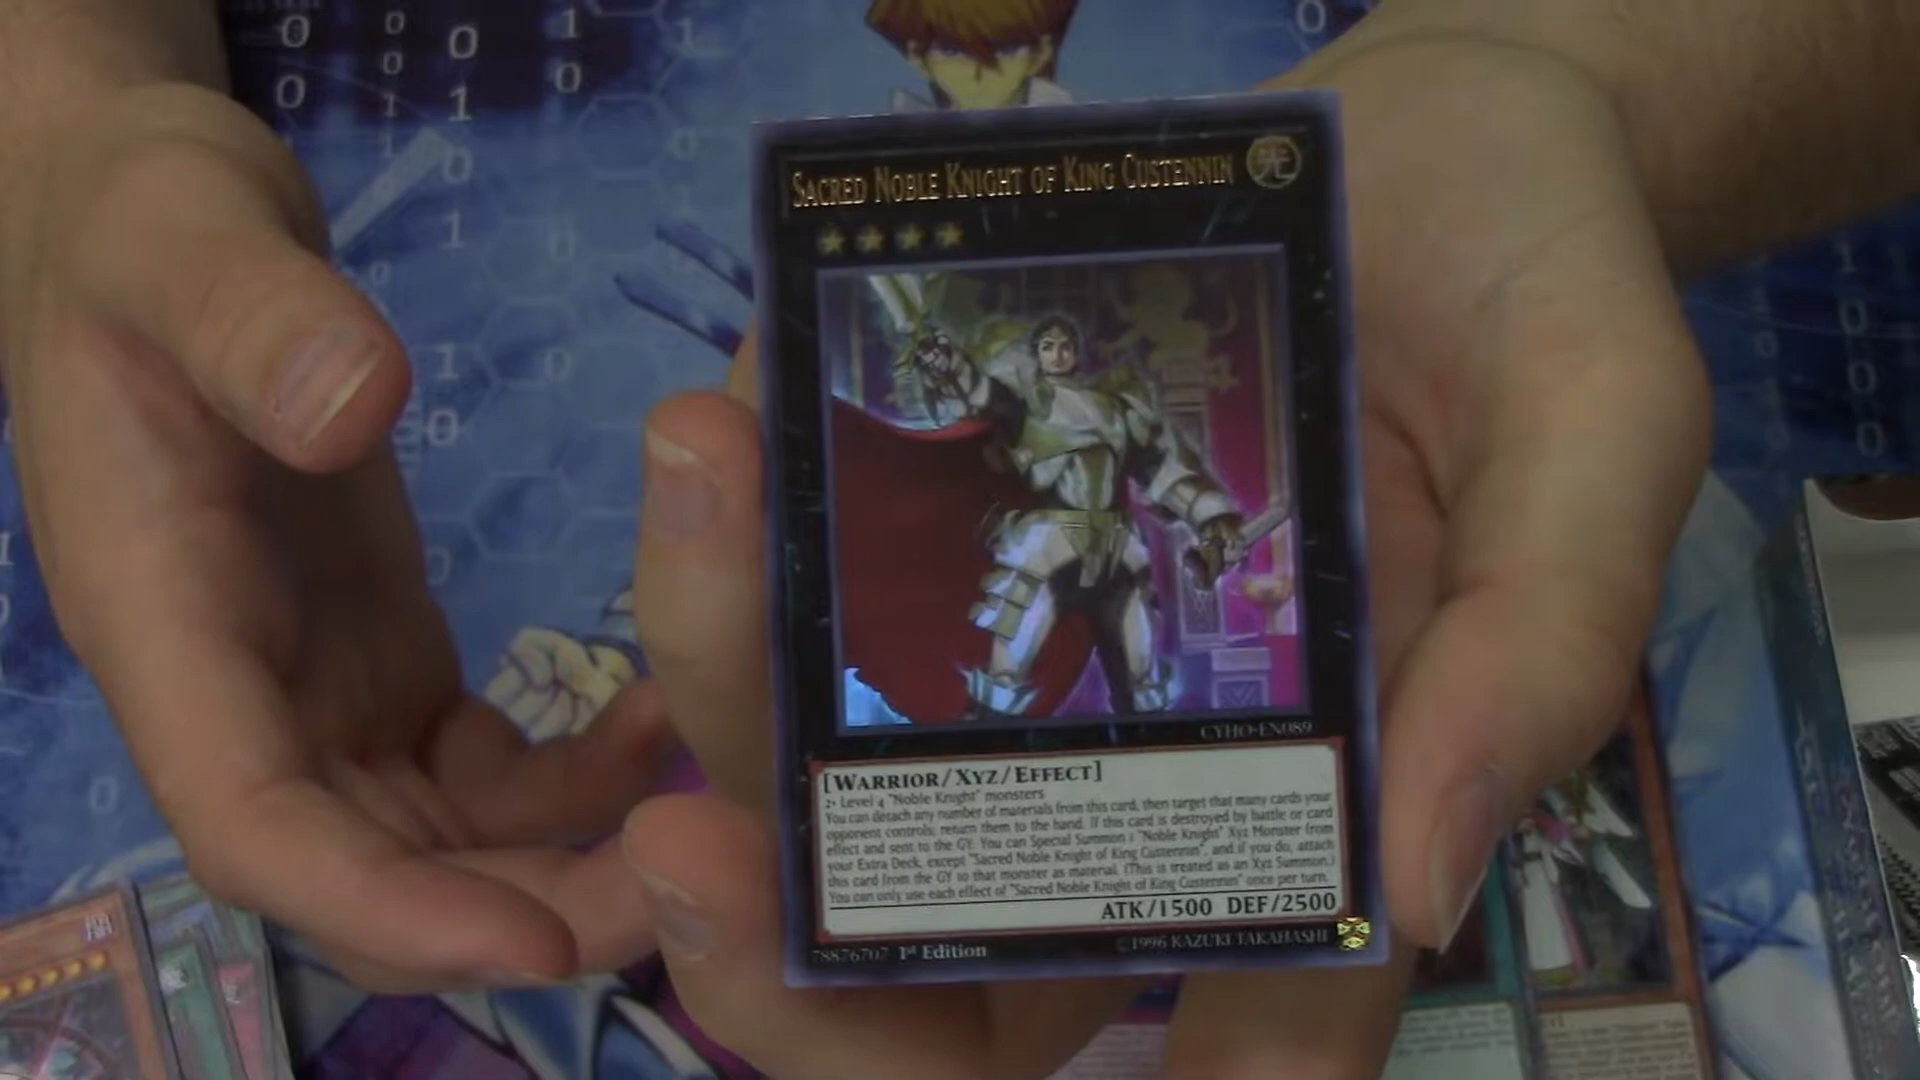 SACRED NOBLE KNIGHT OF KING CUSTENNIN
光
CYHO-EN089
[WARRIOR/XYZ/EFFECT]
2+ Level 4 "Noble Knight" monsters
You can detach any number of materials from this card, then target that many cards your
opponent controls; return them to the hand. If this card is destroyed by battle or card
effect and sent to the GY: You can Special Summon 1 "Noble Knight" Xyz Monster from
your Extra Deck, except "Sacred Noble Knight of King Custennin", and if you do, attach
this card from the GY to that monster as material. (This is treated as an Xyz Summon.)
You can only use each effect of "Sacred Noble Knight of King Custennin" once per turn.
ATK/1500 DEF/2500
78876707 1st Edition
©1996 KAZUKI TAKAHASHI